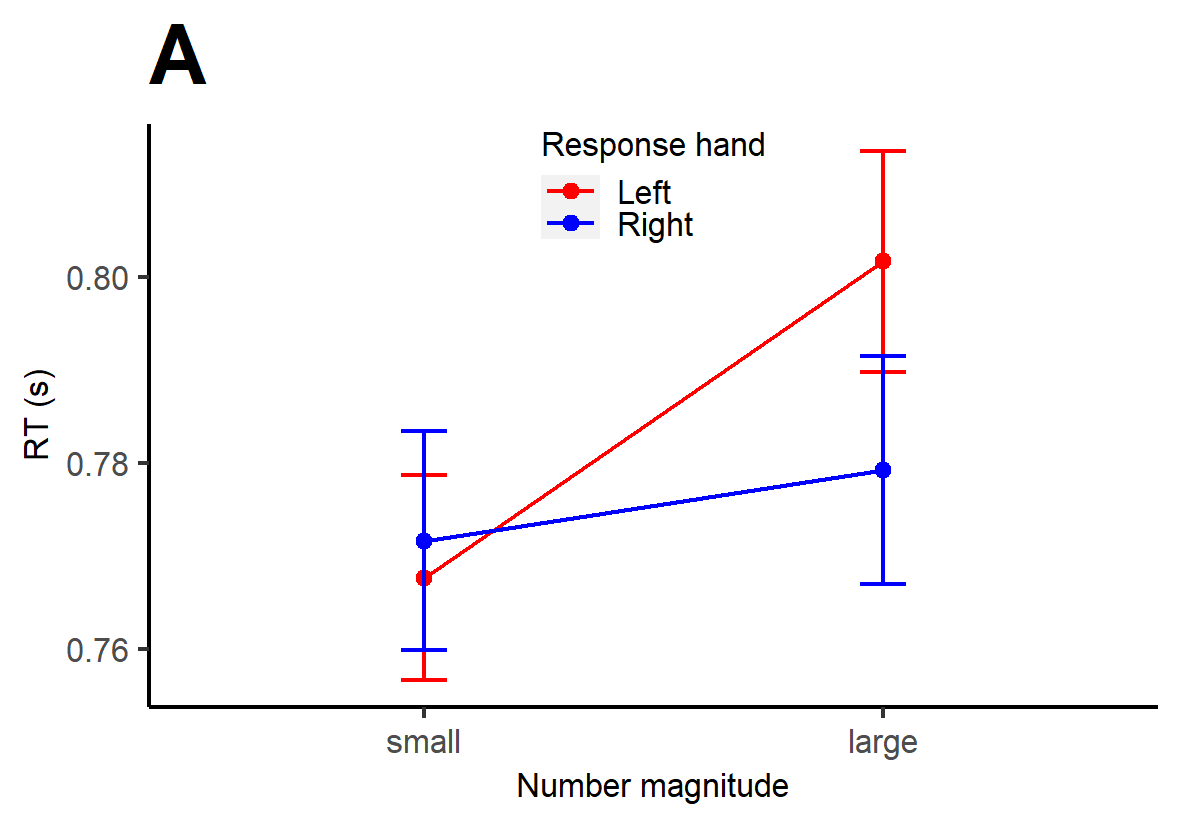 A
Response hand
Left
Right
0.80
0.78
0.76
RT (s)
small large
Number magnitude